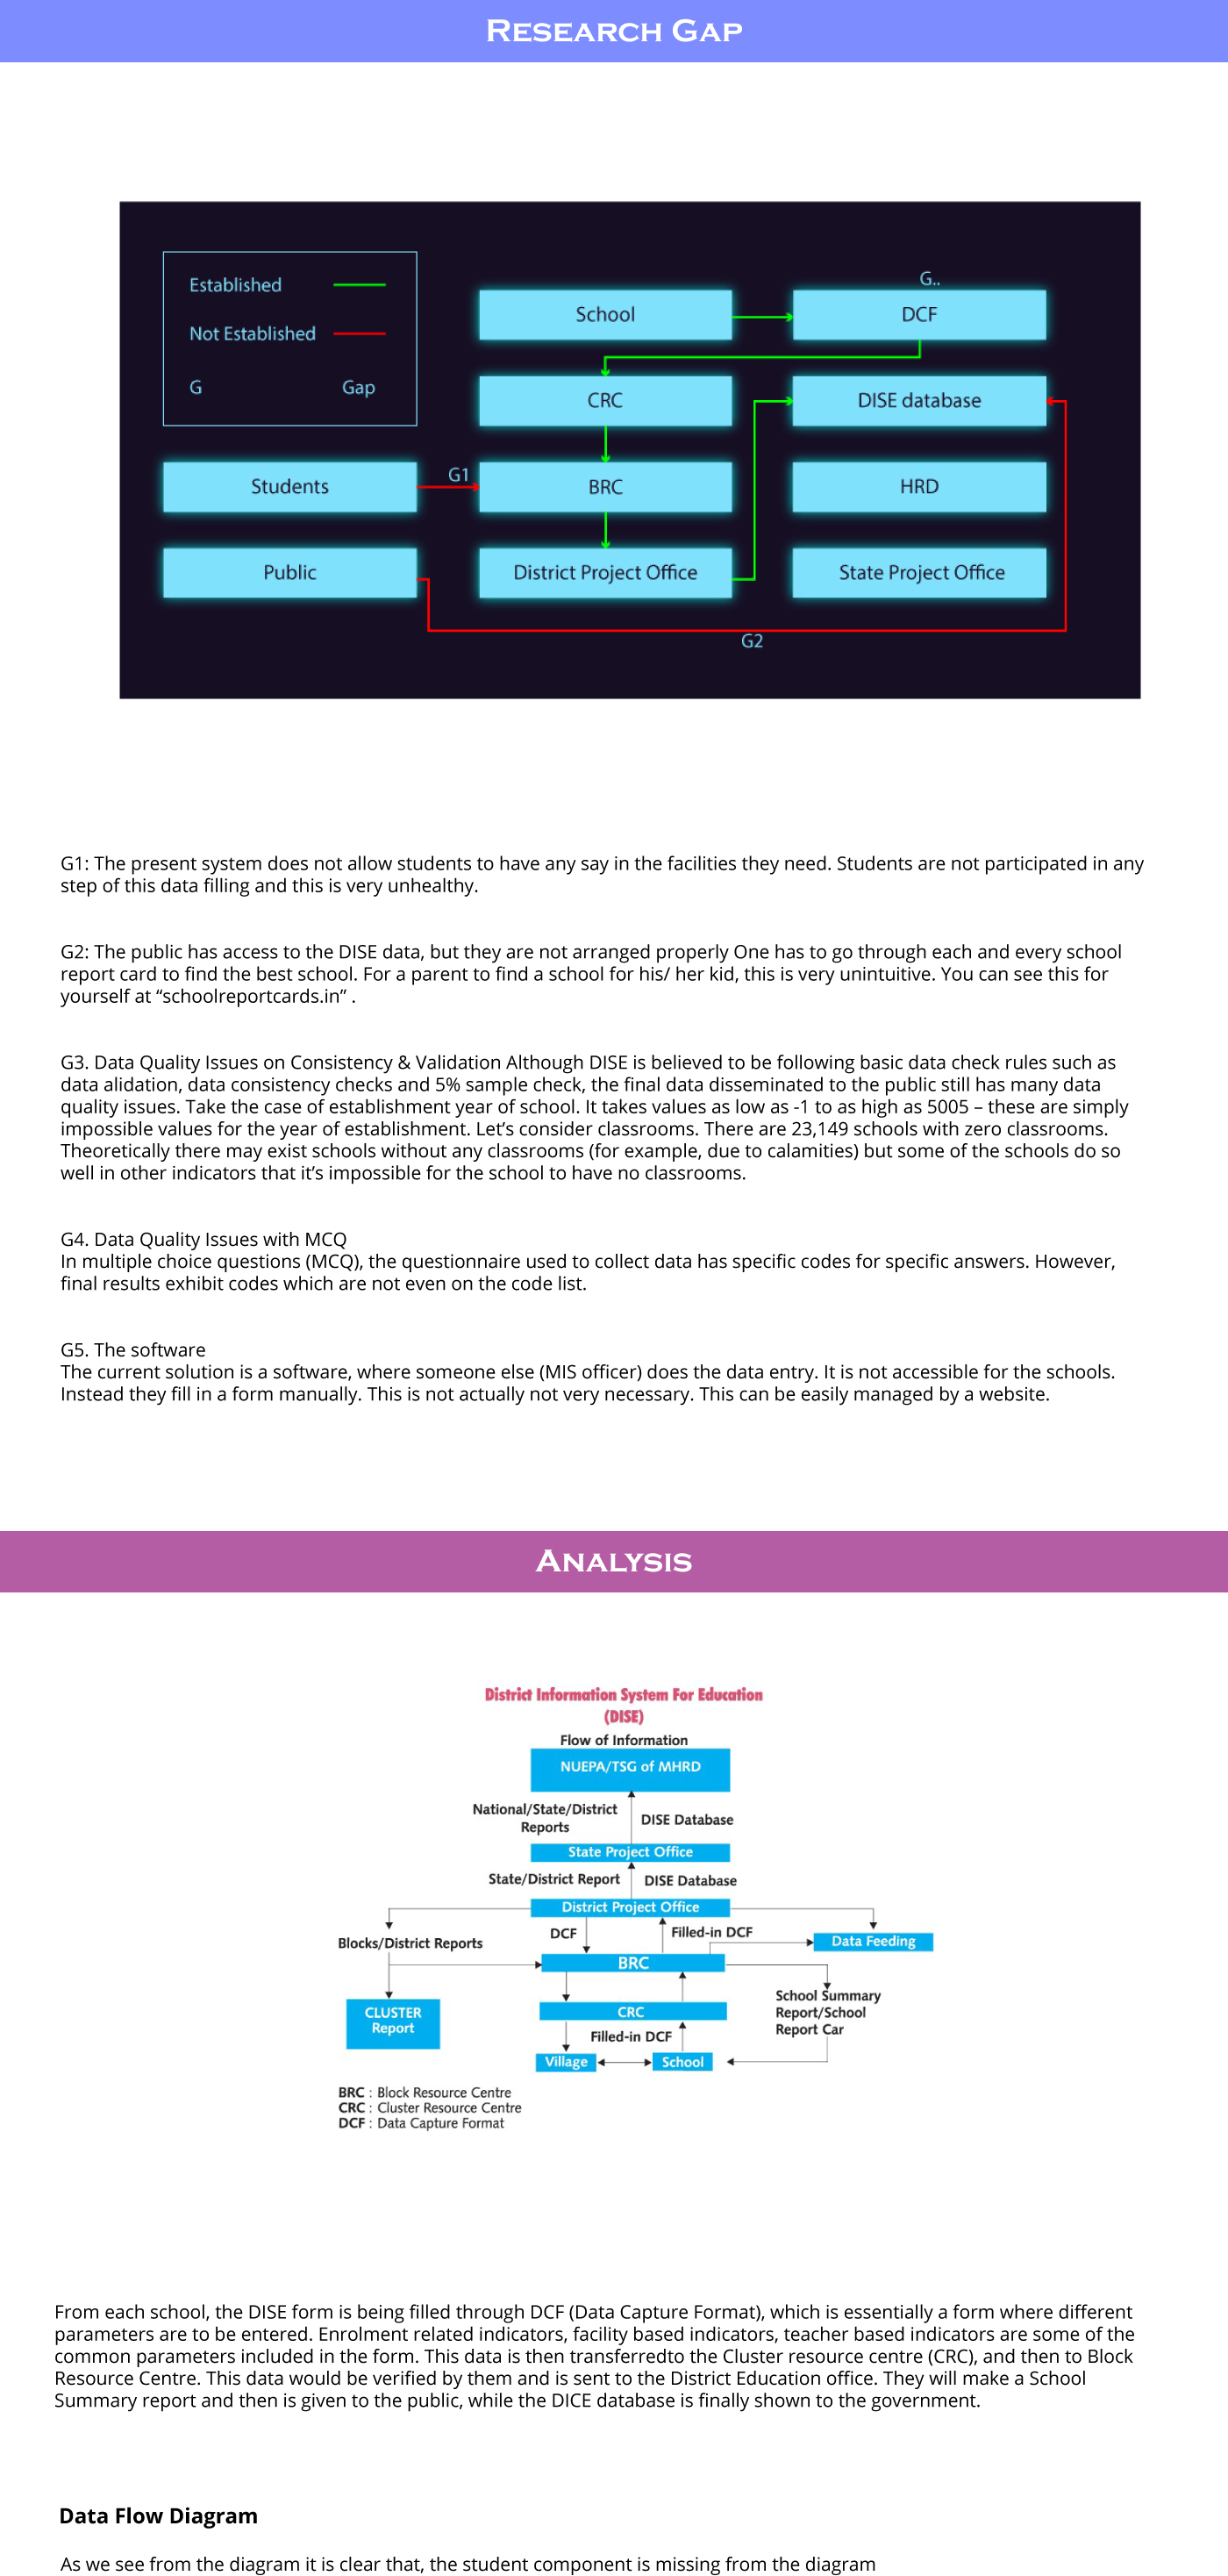 Research Gap
Established
Not Established
G Gap
G..
School
DCF
CRC
DISE database
Students
G1
BRC
HRD
Public
District Project Office
State Project Office
G2
G1: The present system does not allow students to have any say in the facilities they need. Students are not participated in any
step of this data filling and this is very unhealthy.
G2: The public has access to the DISE data, but they are not arranged properly One has to go through each and every school
report card to find the best school. For a parent to find a school for his/ her kid, this is very unintuitive. You can see this for
yourself at “schoolreportcards.in” .
G3. Data Quality Issues on Consistency & Validation Although DISE is believed to be following basic data check rules such as
data alidation, data consistency checks and 5% sample check, the final data disseminated to the public still has many data
quality issues. Take the case of establishment year of school. It takes values as low as -1 to as high as 5005 – these are simply
impossible values for the year of establishment. Let’s consider classrooms. There are 23,149 schools with zero classrooms.
Theoretically there may exist schools without any classrooms (for example, due to calamities) but some of the schools do so
well in other indicators that it’s impossible for the school to have no classrooms.
G4. Data Quality Issues with MCQ
In multiple choice questions (MCQ), the questionnaire used to collect data has specific codes for specific answers. However,
final results exhibit codes which are not even on the code list.
G5. The software
The current solution is a software, where someone else (MIS officer) does the data entry. It is not accessible for the schools.
Instead they fill in a form manually. This is not actually not very necessary. This can be easily managed by a website.
Analysis
District Information System For Education
(DISE)
Flow of Information
NUEPA/TSG of MHRD
National/State/District
Reports
DISE Database
State Project Office
State/District Report
DISE Database
District Project Office
DCF
Filled-in DCF
Blocks/District Reports
Data Feeding
BRC
CLUSTER
Report
CRC
School Summary
Report/School
Report Car
Filled-in DCF
Village
School
BRC : Block Resource Centre
CRC : Cluster Resource Centre
DCF : Data Capture Format
From each school, the DISE form is being filled through DCF (Data Capture Format), which is essentially a form where different
parameters are to be entered. Enrolment related indicators, facility based indicators, teacher based indicators are some of the
common parameters included in the form. This data is then transferredto the Cluster resource centre (CRC), and then to Block
Resource Centre. This data would be verified by them and is sent to the District Education office. They will make a School
Summary report and then is given to the public, while the DICE database is finally shown to the government.
Data Flow Diagram
As we see from the diagram it is clear that, the student component is missing from the diagram